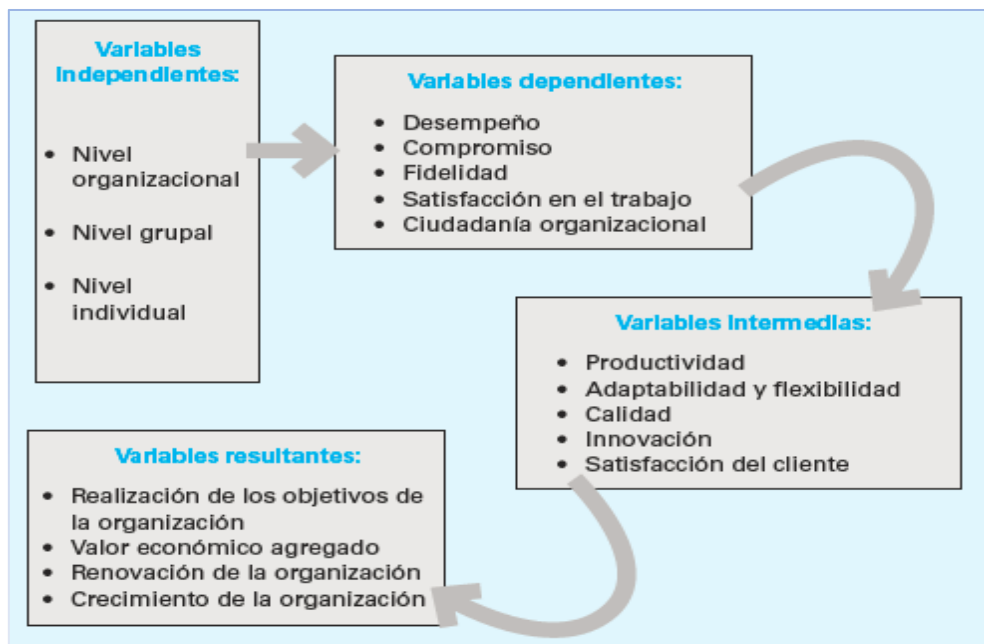 Variables
independientes:
• Nivel
organizacional
• Nivel grupal
• Nivel
individual
Variables dependientes:
• Desempeño
• Compromiso
• Fidelidad
• Satisfacción en el trabajo
• Ciudadanía organizacional
Variables intermedias:
• Productividad
• Adaptabilidad y flexibilidad
• Calidad
• Innovación
• Satisfacción del cliente
Variables resultantes:
• Realización de los objetivos de
la organización
• Valor económico agregado
• Renovación de la organización
• Crecimiento de la organización